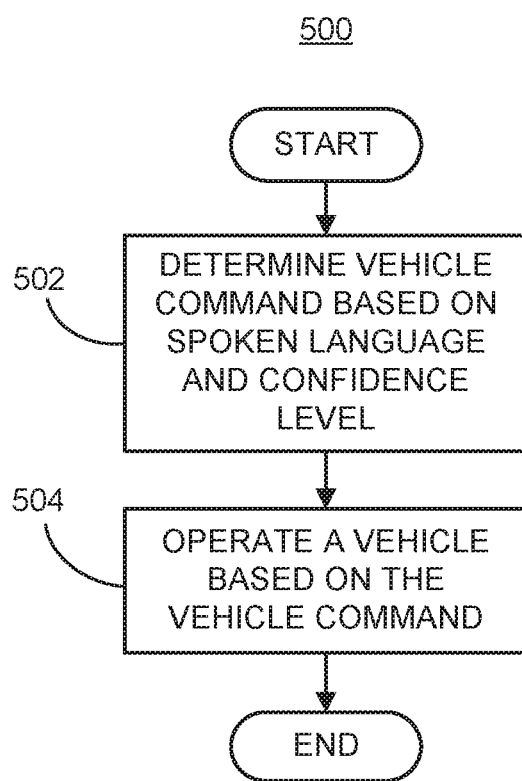 500
START
502
DETERMINE VEHICLE
COMMAND BASED ON
SPOKEN LANGUAGE
AND CONFIDENCE
LEVEL
504
OPERATE A VEHICLE
BASED ON THE
VEHICLE COMMAND
END